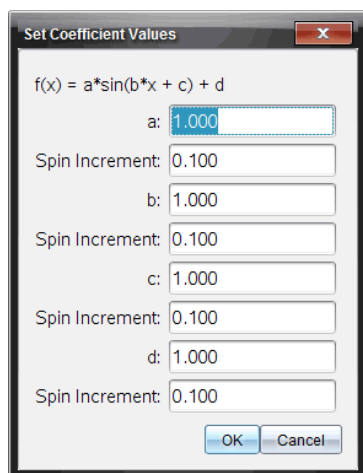 Set Coefficient Values X
f(x) = a*sin(b*x + c) + d
a: 1.000
Spin Increment: 0.100
b: 1.000
Spin Increment: 0.100
c: 1.000
Spin Increment: 0.100
d: 1.000
Spin Increment: 0.100
OK Cancel